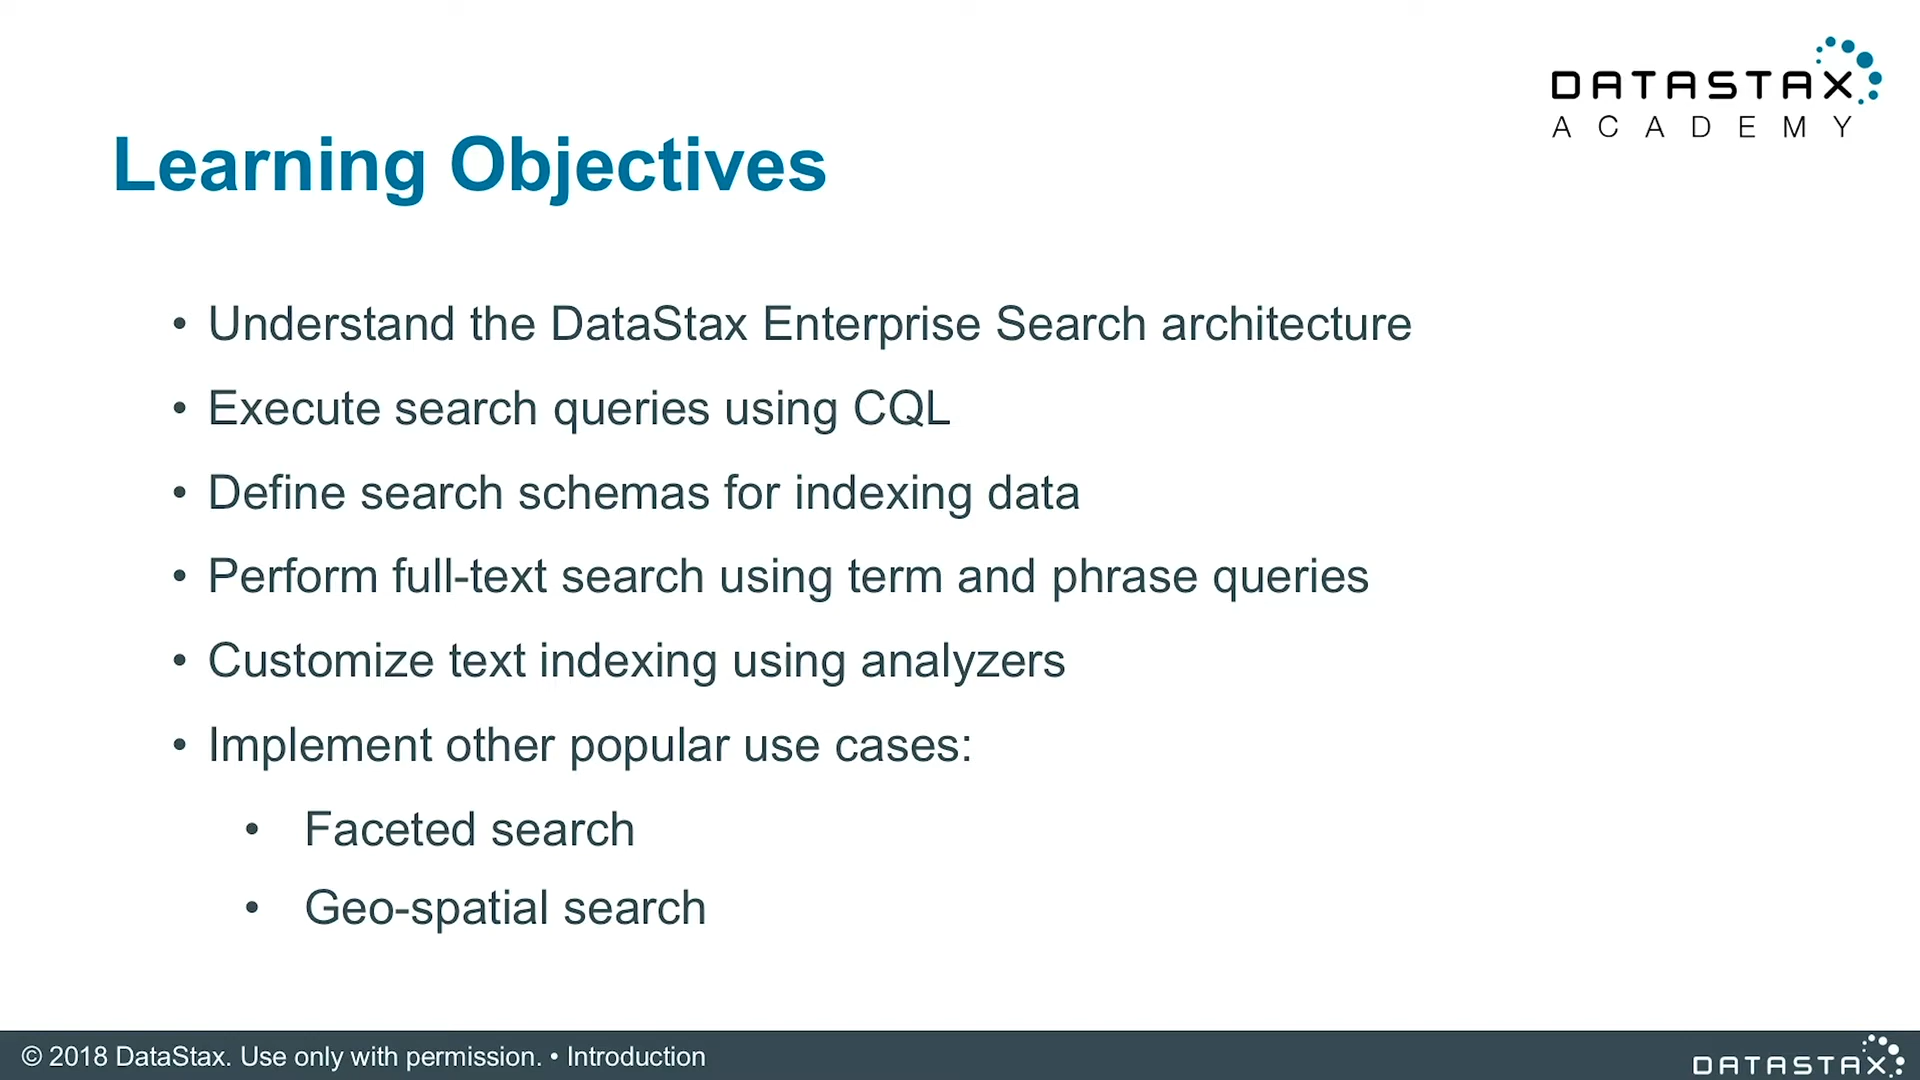 DATASTAX
ACADEMY
Learning Objectives
• Understand the DataStax Enterprise Search architecture
• Execute search queries using CQL
• Define search schemas for indexing data
• Perform full-text search using term and phrase queries
• Customize text indexing using analyzers
• Implement other popular use cases:
• Faceted search
• Geo-spatial search
© 2018 DataStax. Use only with permission. • Introduction
DATASTAX